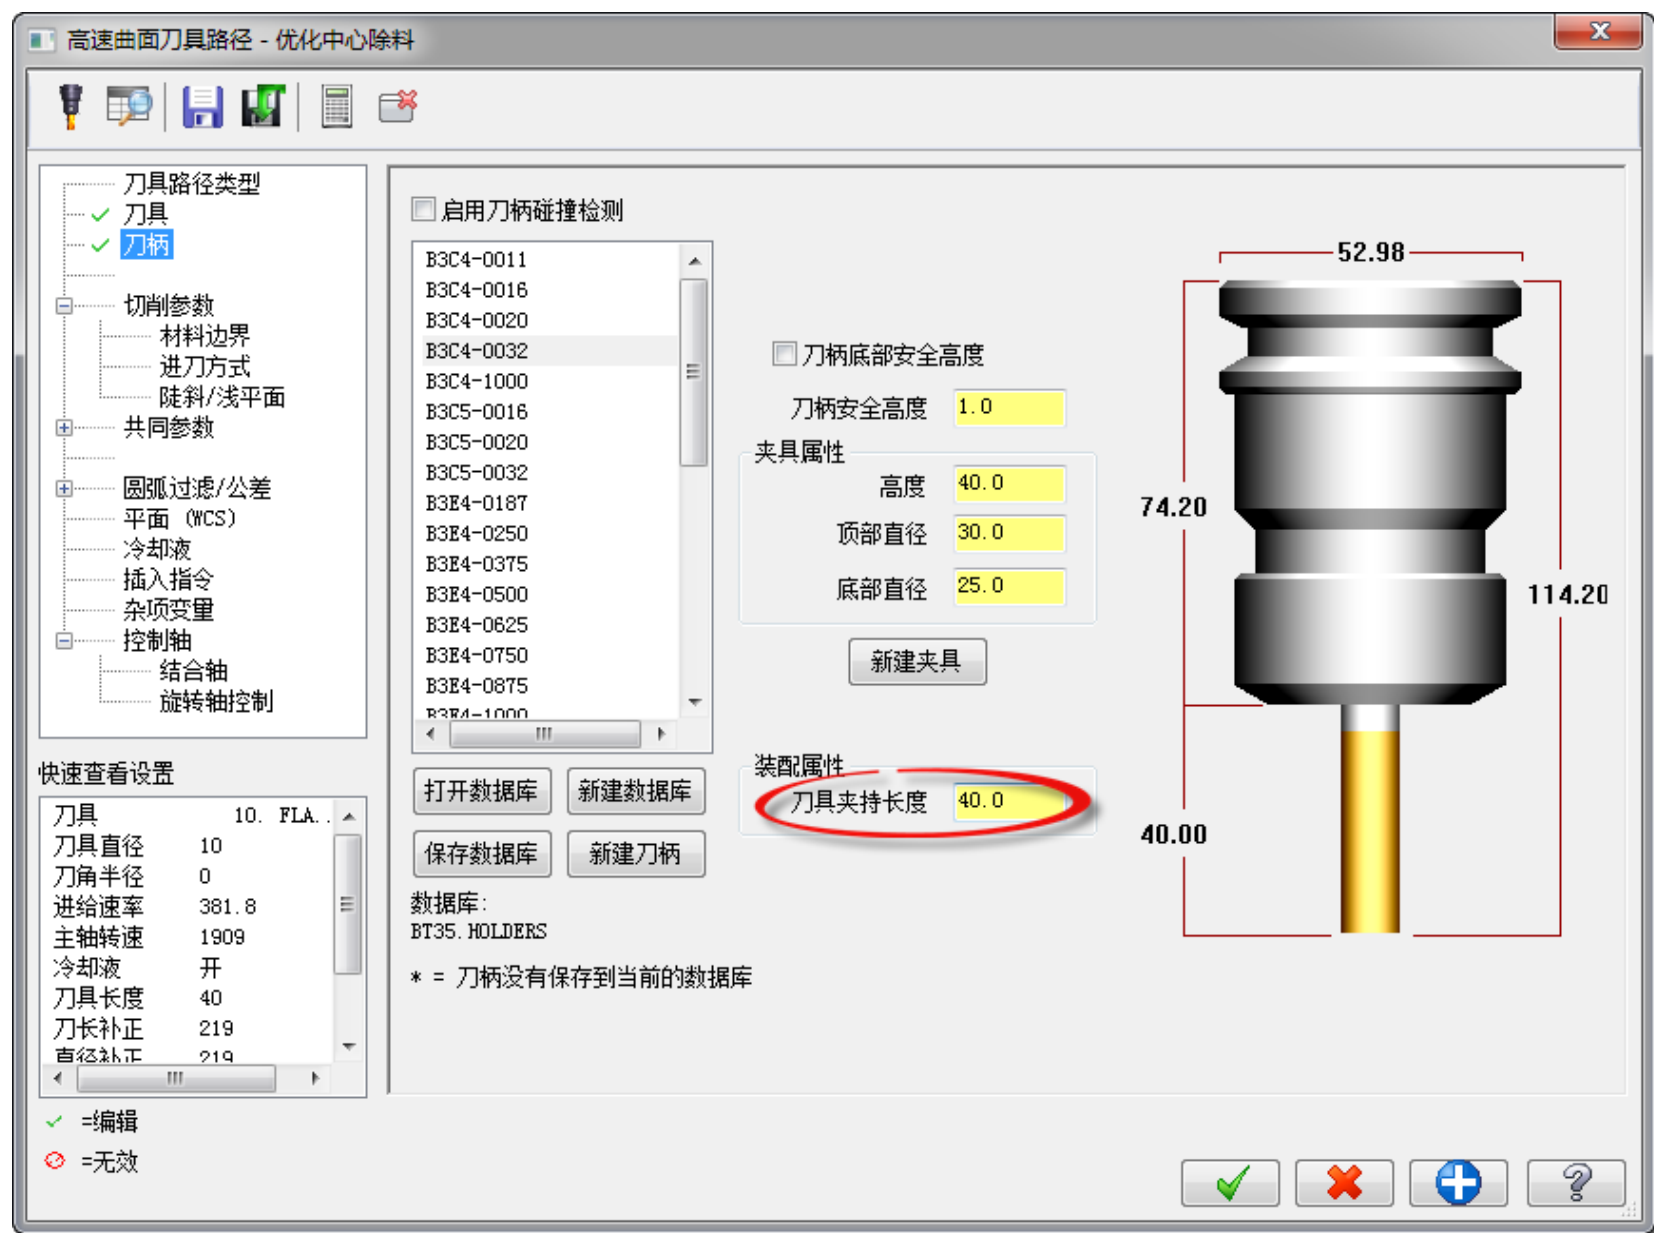 高速曲面刀具路径 - 优化中心除料
刀具路径类型
刀具
刀柄
切削参数
材料边界
进刀方式
陡斜/浅平面
共同参数
圆弧过滤/公差
平面 (WCS)
冷却液
插入指令
杂项变量
控制轴
结合轴
旋转轴控制
快速查看设置
刀具 10. FLA..
刀具直径 10
刀角半径 0
进给速率 381.8
主轴转速 1909
冷却液 开
刀具长度 40
刀长补正 219
直径补正 219
=编辑
=无效
启用刀柄碰撞检测
B3C4-0011
B3C4-0016
B3C4-0020
B3C4-0032
B3C4-1000
B3C5-0016
B3C5-0020
B3C5-0032
B3E4-0187
B3E4-0250
B3E4-0375
B3E4-0500
B3E4-0625
B3E4-0750
B3E4-0875
B3E4-1000
打开数据库 新建数据库
保存数据库 新建刀柄
数据库:
BT35.HOLDERS
* = 刀柄没有保存到当前的数据库
刀柄底部安全高度
刀柄安全高度 1.0
夹具属性
高度 40.0
顶部直径 30.0
底部直径 25.0
新建夹具
装配属性
刀具夹持长度 40.0
52.98
74.20
114.20
40.00